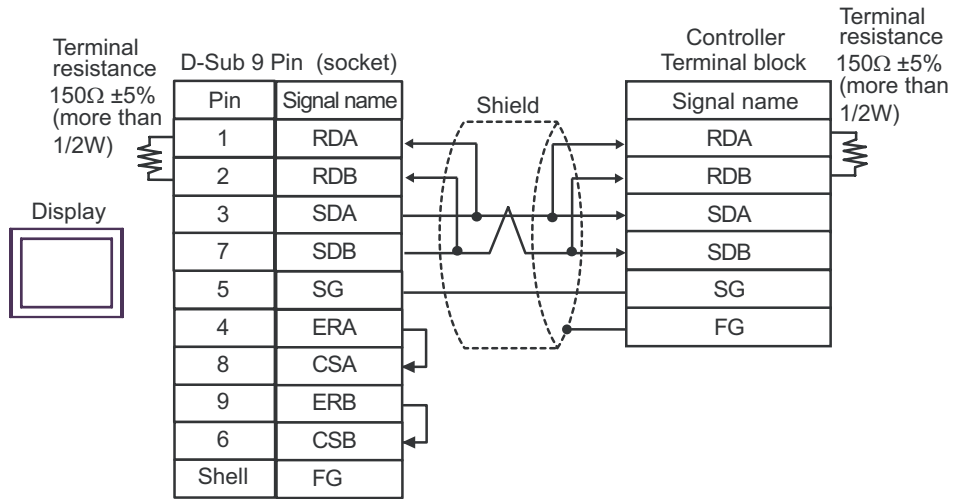 Terminal
resistance
150Ω ±5%
(more than
1/2W)
D-Sub 9 Pin (socket)
Pin Signal name
1 RDA
2 RDB
3 SDA
7 SDB
5 SG
4 ERA
8 CSA
9 ERB
6 CSB
Shell FG
Display
Shield
Controller
Terminal block
Signal name
RDA
RDB
SDA
SDB
SG
FG
Terminal
resistance
150Ω ±5%
(more than
1/2W)